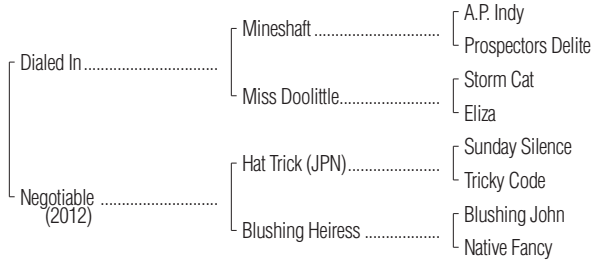 A.P. Indy
Mineshaft ..............................
Prospectors Delite
Dialed In ................................
Storm Cat
Miss Doolittle........................
Eliza
Sunday Silence
Hat Trick (JPN)......................
Tricky Code
Negotiable ............................
(2012)
Blushing John
Blushing Heiress ..................
Native Fancy